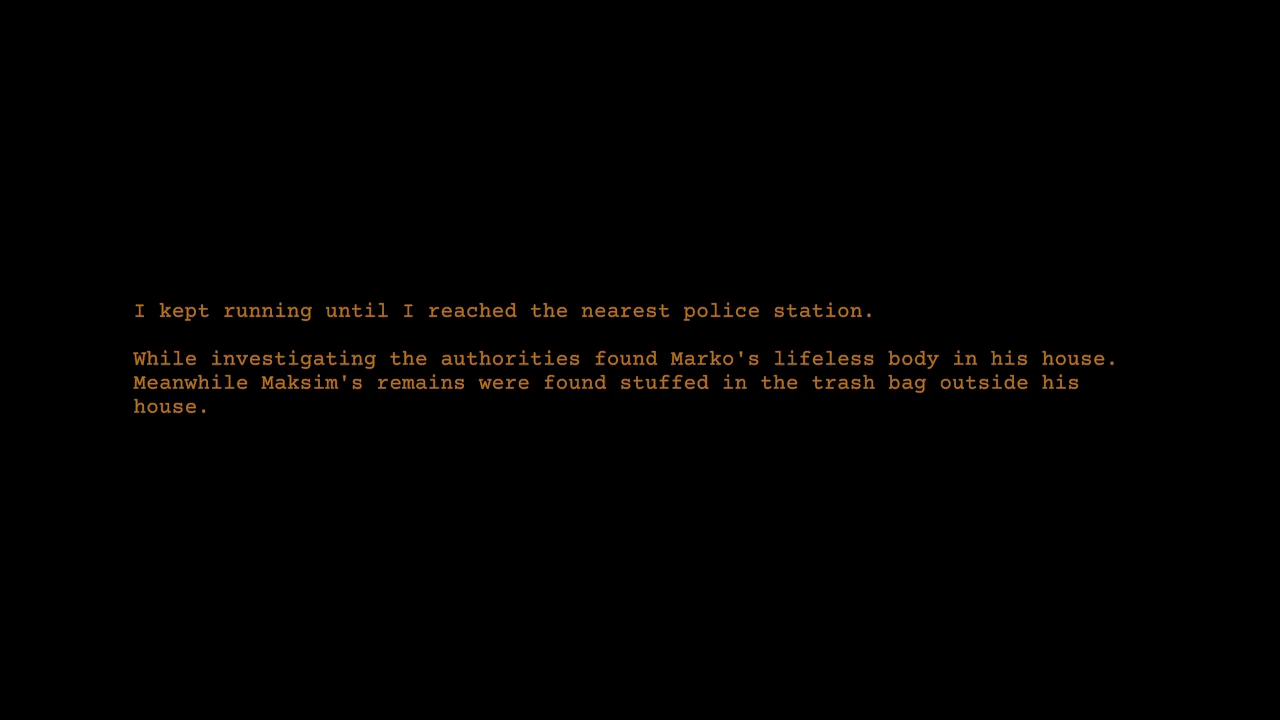 I kept running until I reached the nearest police station.
While investigating the authorities found Marko's lifeless body in his house.
Meanwhile Maksim's remains were found stuffed in the trash bag outside his
house.